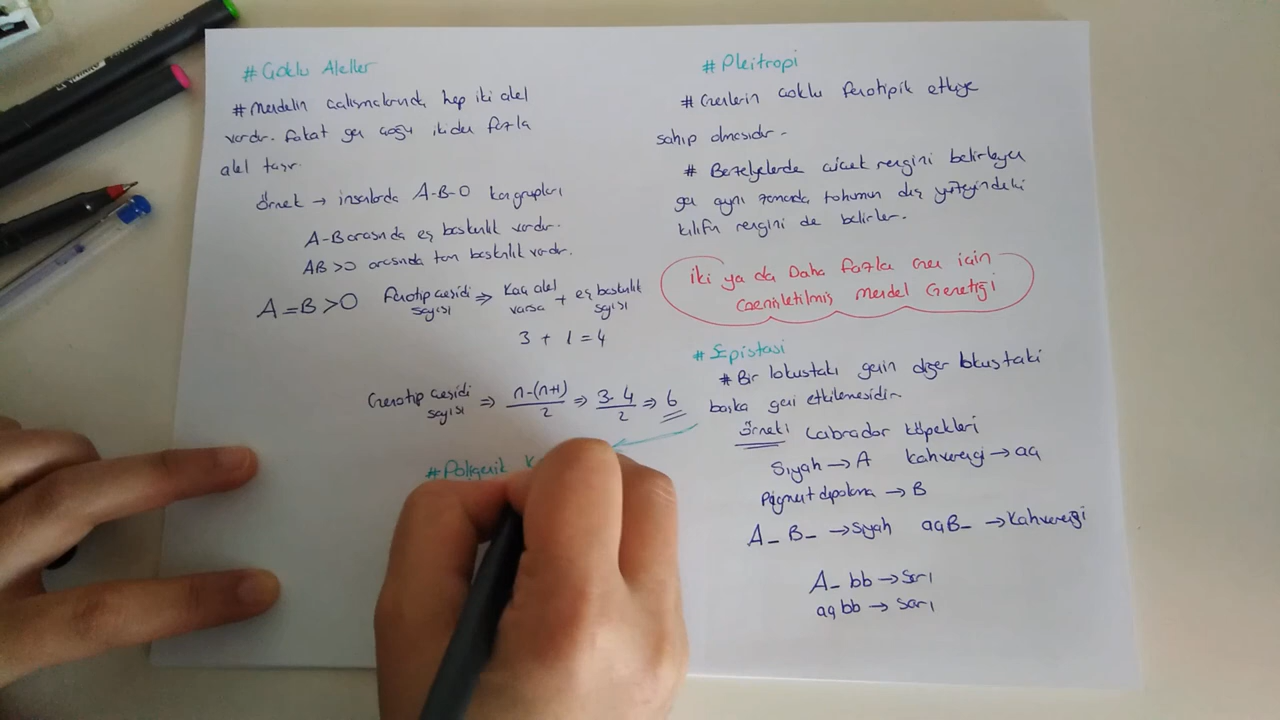 # Çoklu Aleller
# Mendelin çalışmalarında hep iki alel
vardır. Fakat gen çoğu ikiden fazla
alel taşır.
Örnek → insanlarda A-B-O kan grupları
A-B arasında eş baskınlık vardır.
AB>O arasında tam baskınlık vardır.
A=B>O Fenotip çeşidi sayısı ⇒ Kaç alel varsa + eş baskınlık sayısı
3 + 1 = 4
Genotip çeşidi sayısı ⇒ n-(n+1)/2 ⇒ 3.4/2 ⇒ 6
# Poligenik K
# Pleitropi
# Genlerin çoklu fenotipik etkiye
sahip olmasıdır.
# Bezelyelerde çiçek rengini belirleyen
gen aynı zamanda tohumun dış yüzeyindeki
kılıfın rengini de belirler.
iki ya da Daha fazla Gen için
Genişletilmiş Mendel Genetiği
# Epistasi
# Bir lokustaki genin diğer lokustaki
başka geni etkilemesidir.
Örnek: Labrador köpekleri
Siyah → A kahverengi → aa
Pigment depolama → B
A_ B_ → Siyah aaB_ → Kahverengi
A_ bb → Sarı
aabb → Sarı